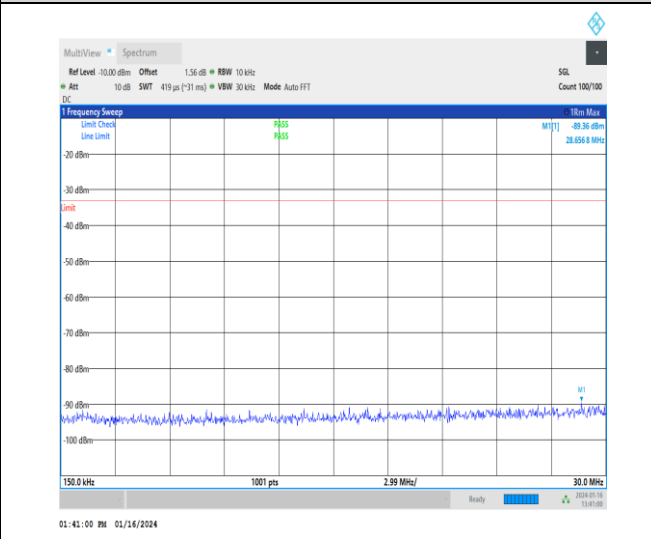 MultiView Spectrum
Ref Level -10.00 dBm Offset 1.56 dB RBW 10 kHz SGL
Att 10 dB SWT 419 µs (~31 ms) VBW 30 kHz Mode Auto FFT Count 100/100
DC
1 Frequency Sweep 1Rm Max
Limit Check PASS M1[1] -89.36 dBm
Line Limit PASS 28.6568 MHz
-20 dBm
-30 dBm
Limit
-40 dBm
-50 dBm
-60 dBm
-70 dBm
-80 dBm
M1
-90 dBm
-100 dBm
150.0 kHz 1001 pts 2.99 MHz/ 30.0 MHz
Ready 2024-01-16
13:41:00
01:41:00 PM 01/16/2024